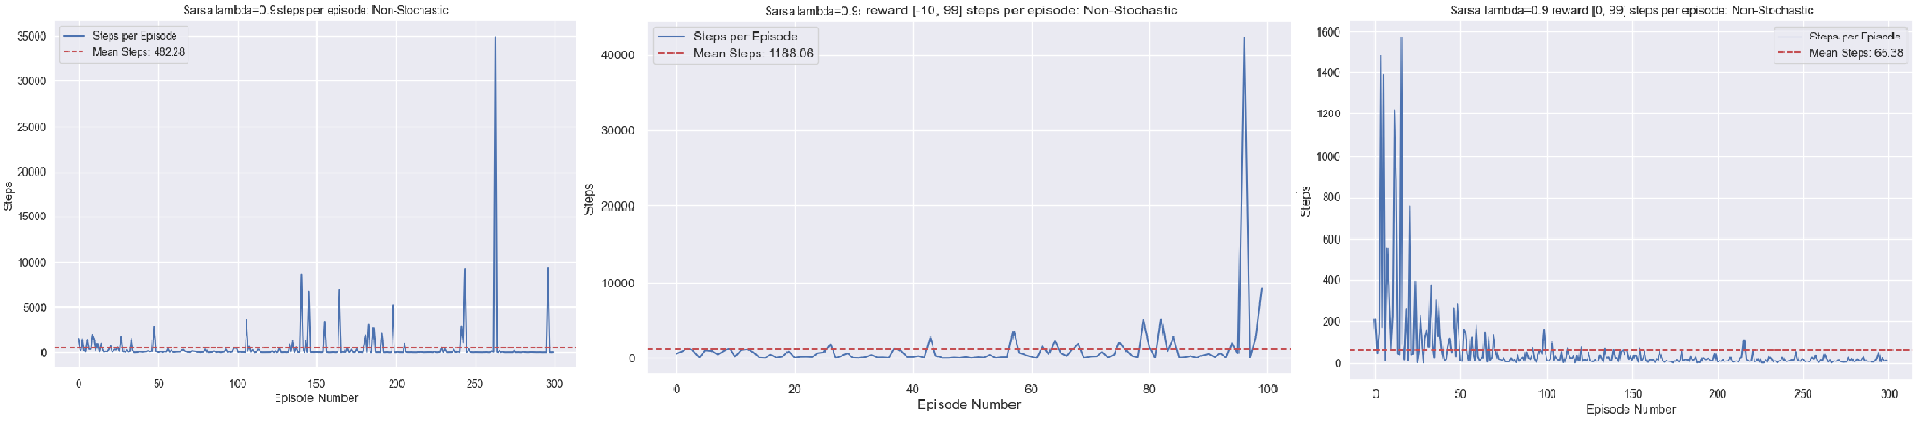 Sarsa lambda=0.9 steps per episode: Non-Stochastic
Steps per Episode
Mean Steps: 482.28
35000
30000
25000
20000
15000
10000
5000
0
Steps
0 50 100 150 200 250 300
Episode Number
Sarsa lambda=0.9: reward [-10, 99] steps per episode: Non-Stochastic
Steps per Episode
Mean Steps: 1188.06
40000
30000
20000
10000
0
Steps
0 20 40 60 80 100
Episode Number
Sarsa lambda=0.9 reward [0, 99] steps per episode: Non-Stochastic
Steps per Episode
Mean Steps: 65.38
1600
1400
1200
1000
800
600
400
200
0
Steps
0 50 100 150 200 250 300
Episode Number